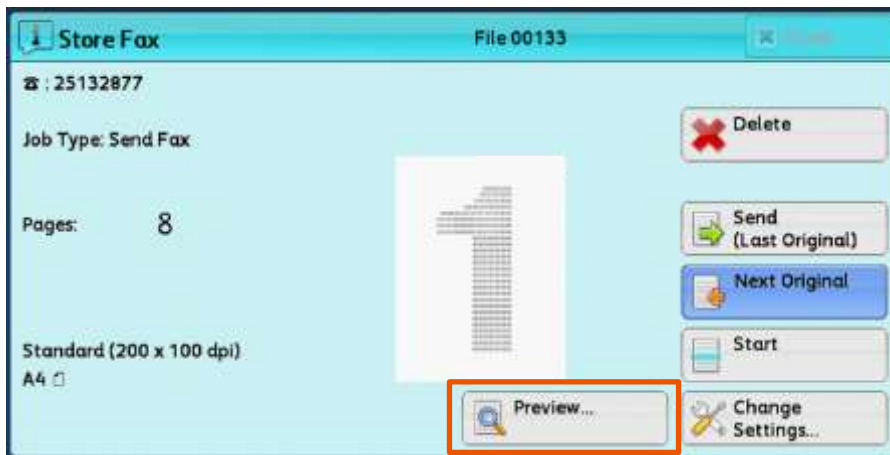 Store Fax
File 00133
☎ : 25132877
Delete
Job Type: Send Fax
Pages: 8
Send
(Last Original)
Next Original
Standard (200 x 100 dpi)
Start
A4
Preview...
Change
Settings...